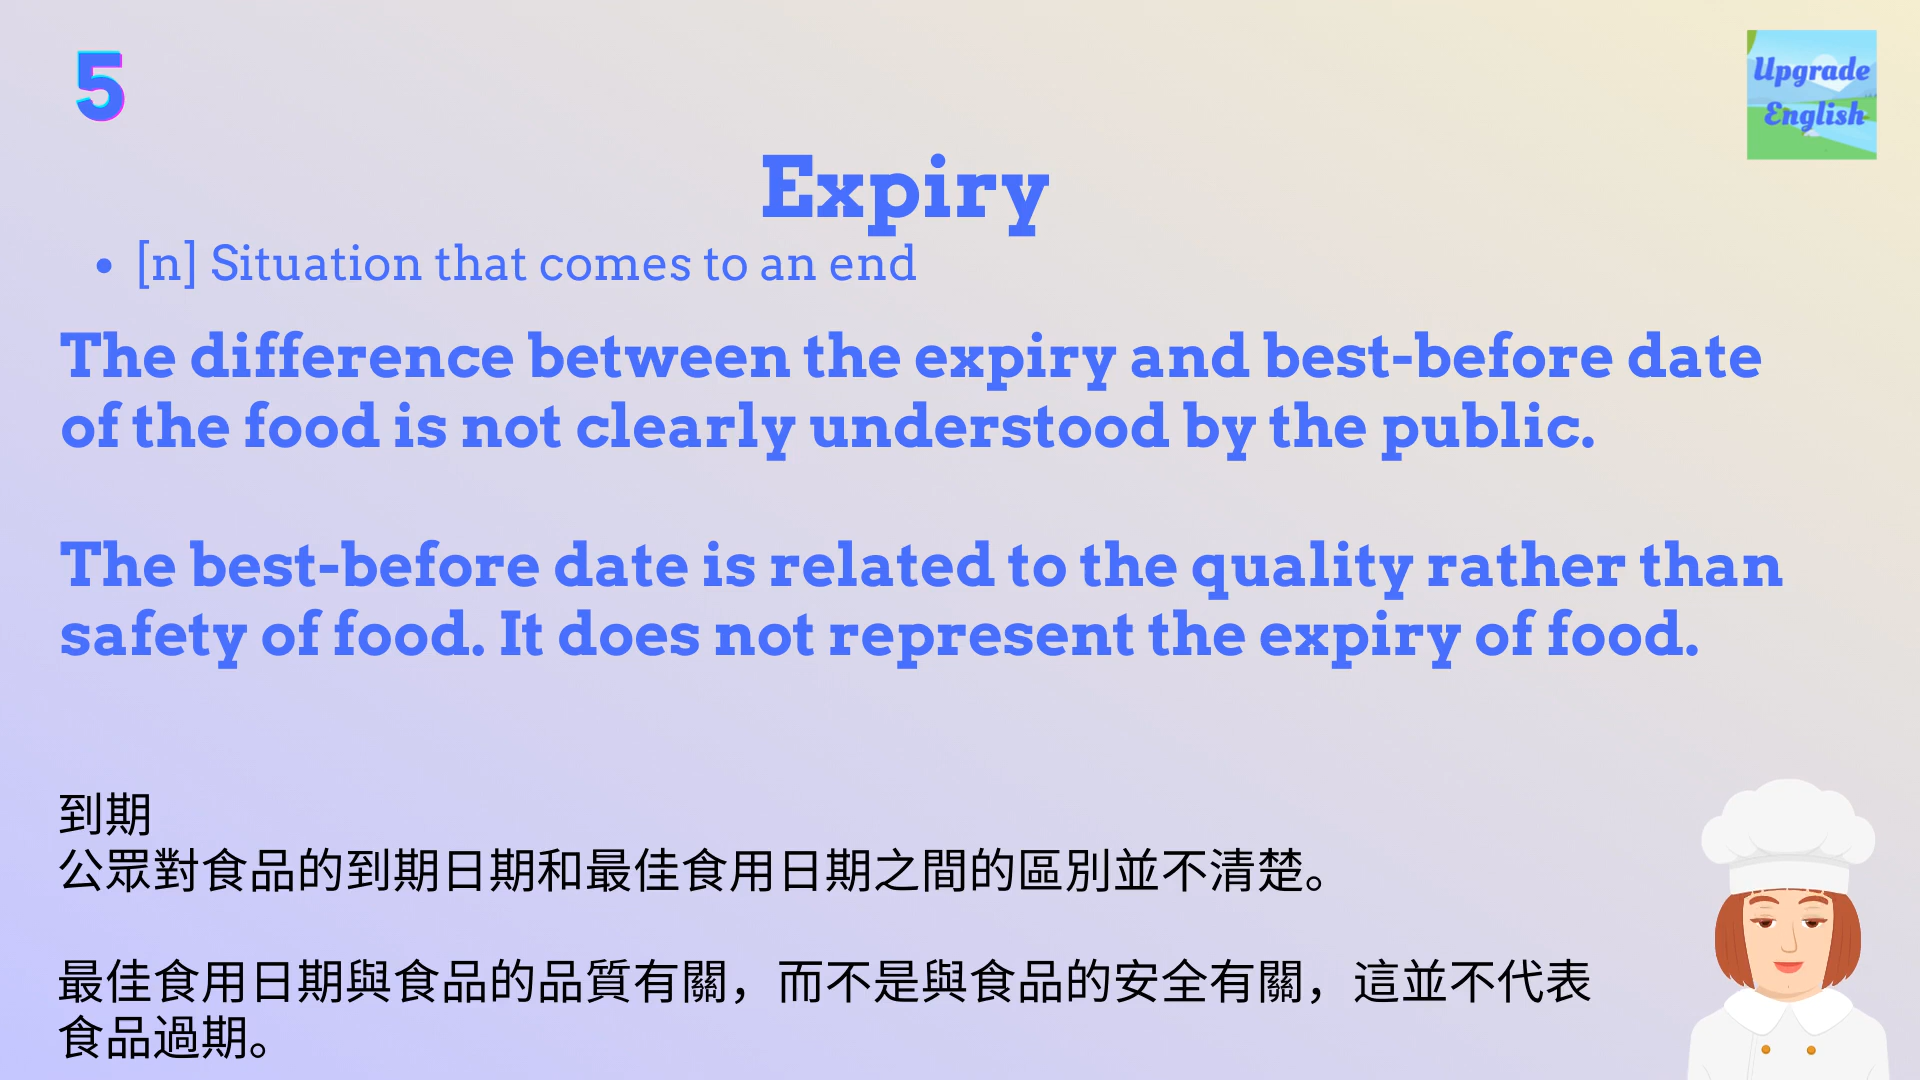 5
Upgrade
English
Expiry
• [n] Situation that comes to an end
The difference between the expiry and best-before date
of the food is not clearly understood by the public.
The best-before date is related to the quality rather than
safety of food. It does not represent the expiry of food.
到期
公眾對食品的到期日期和最佳食用日期之間的區別並不清楚。
最佳食用日期與食品的品質有關，而不是與食品的安全有關，這並不代表
食品過期。